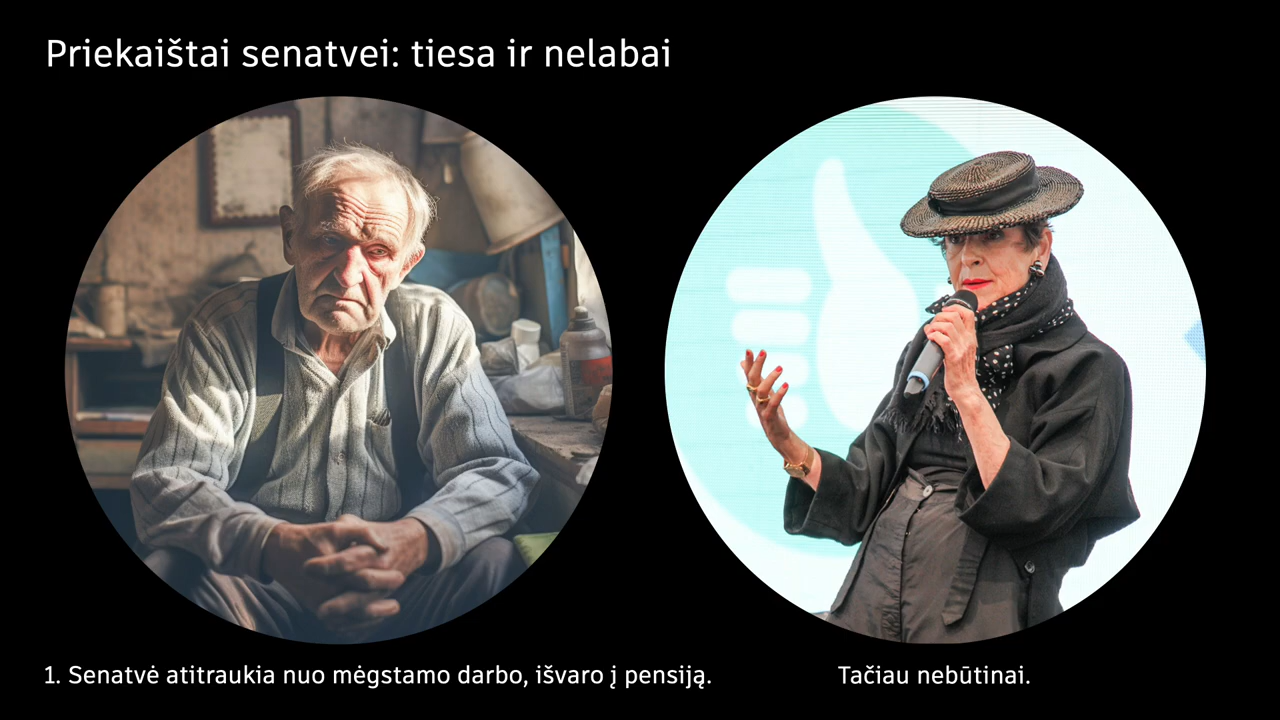 Priekaištai senatvei: tiesa ir nelabai
1. Senatvė atitraukia nuo mėgstamo darbo, išvaro į pensiją.
Tačiau nebūtinai.